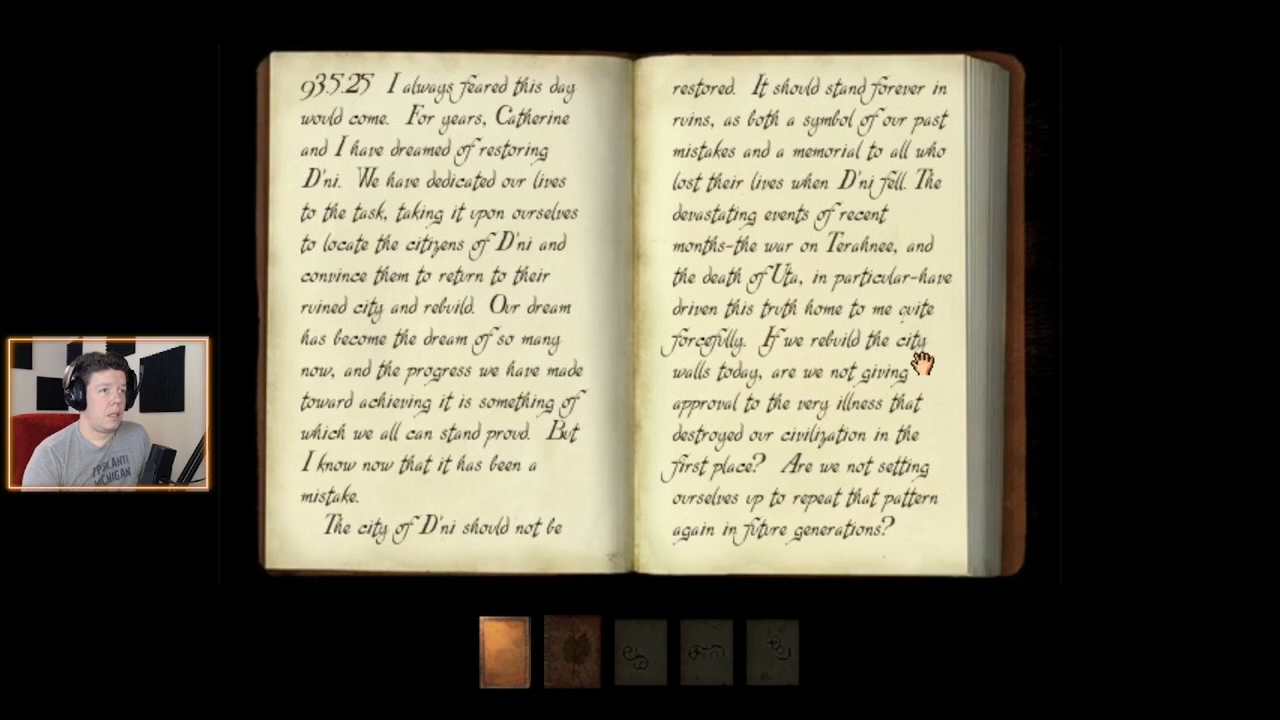 93.5.25 I always feared this day
would come. For years, Catherine
and I have dreamed of restoring
D'ni. We have dedicated our lives
to the task, taking it upon ourselves
to locate the citizens of D'ni and
convince them to return to their
ruined city and rebuild. Our dream
has become the dream of so many
now, and the progress we have made
toward achieving it is something of
which we all can stand proud. But
I know now that it has been a
mistake.
The city of D'ni should not be
restored. It should stand forever in
ruins, as both a symbol of our past
mistakes and a memorial to all who
lost their lives when D'ni fell. The
devastating events of recent
months-the war on Terahnee, and
the death of Uta, in particular-have
driven this truth home to me quite
forcefully. If we rebuild the city
walls today, are we not giving
approval to the very illness that
destroyed our civilization in the
first place? Are we not setting
ourselves up to repeat that pattern
again in future generations?
YPSILANTI
MICHIGAN